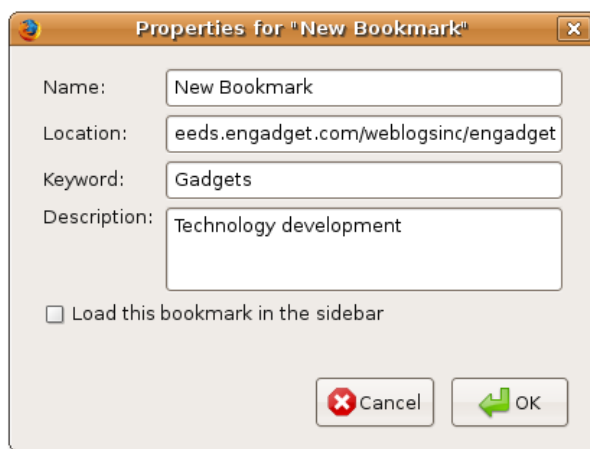 Properties for "New Bookmark"
Name: New Bookmark
Location: eeds.engadget.com/weblogsinc/engadget
Keyword: Gadgets
Description: Technology development
Load this bookmark in the sidebar
Cancel OK